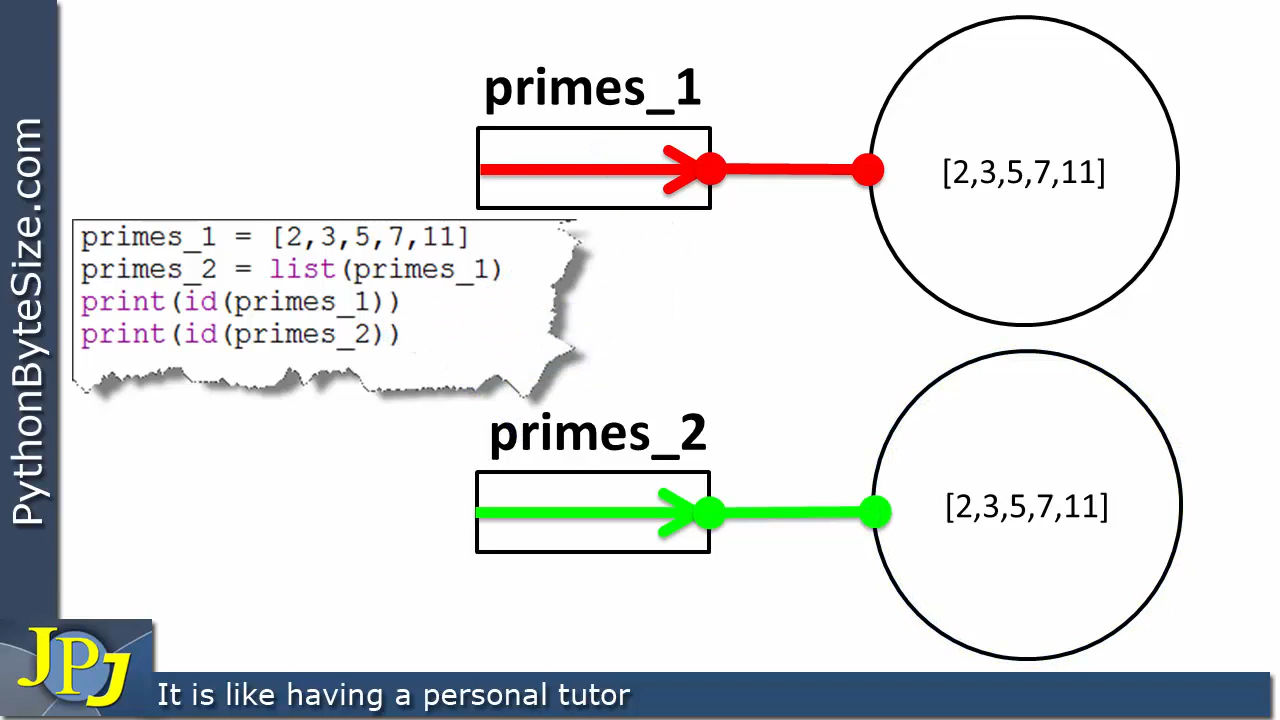 PythonByteSize.com
primes_1
[2,3,5,7,11]
primes_1 = [2,3,5,7,11]
primes_2 = list(primes_1)
print(id(primes_1))
print(id(primes_2))
primes_2
[2,3,5,7,11]
JPJ
It is like having a personal tutor